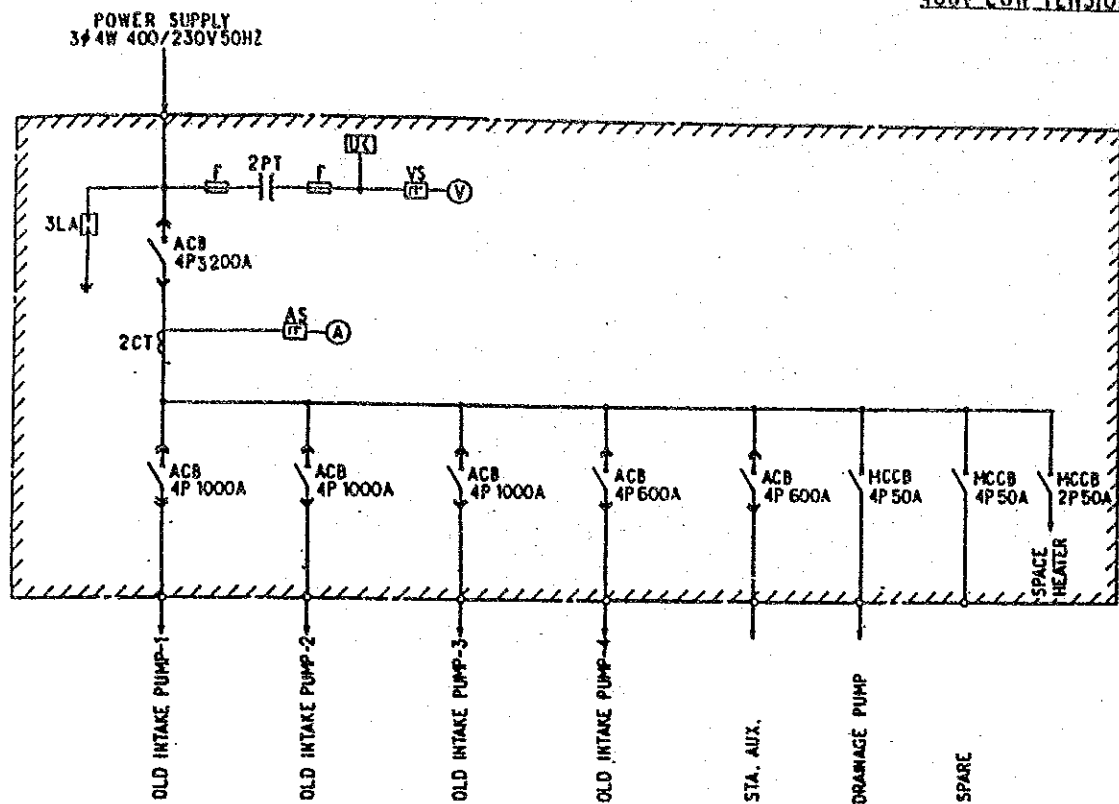 POWER SUPPLY
3φ4W 400/230V50HZ
F
2PT
F
VS
V
3LA
ACB
4P3200A
AS
A
2CT
ACB
4P 1000A
ACB
4P 1000A
ACB
4P 1000A
ACB
4P 600A
ACB
4P 600A
MCCB
4P 50A
MCCB
4P 50A
MCCB
2P 50A
SPACE
HEATER
OLD INTAKE PUMP-1
OLD INTAKE PUMP-2
OLD INTAKE PUMP-3
OLD INTAKE PUMP-4
STA. AUX.
DRAINAGE PUMP
SPARE